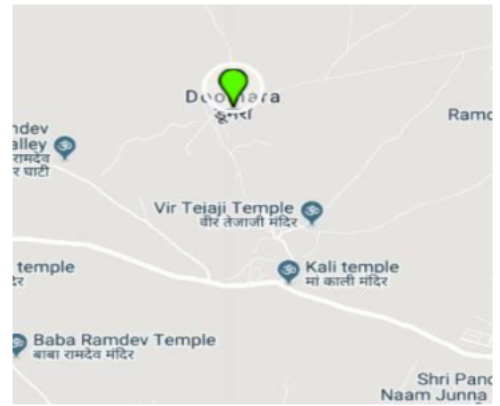 Doomara
डूमरा
ndev
alley
रामदेव
र घाटी
Ramd
Vir Tejaji Temple
वीर तेजाजी मंदिर
temple
Kali temple
मां काली मंदिर
Baba Ramdev Temple
बाबा रामदेव मंदिर
Shri Pand
Naam Junna